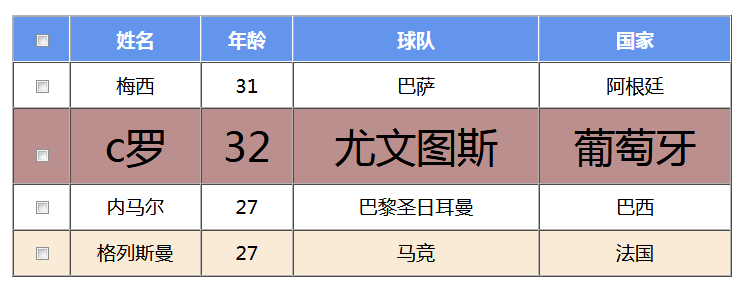 姓名 年龄 球队 国家
梅西 31 巴萨 阿根廷
c罗 32 尤文图斯 葡萄牙
内马尔 27 巴黎圣日耳曼 巴西
格列斯曼 27 马竞 法国